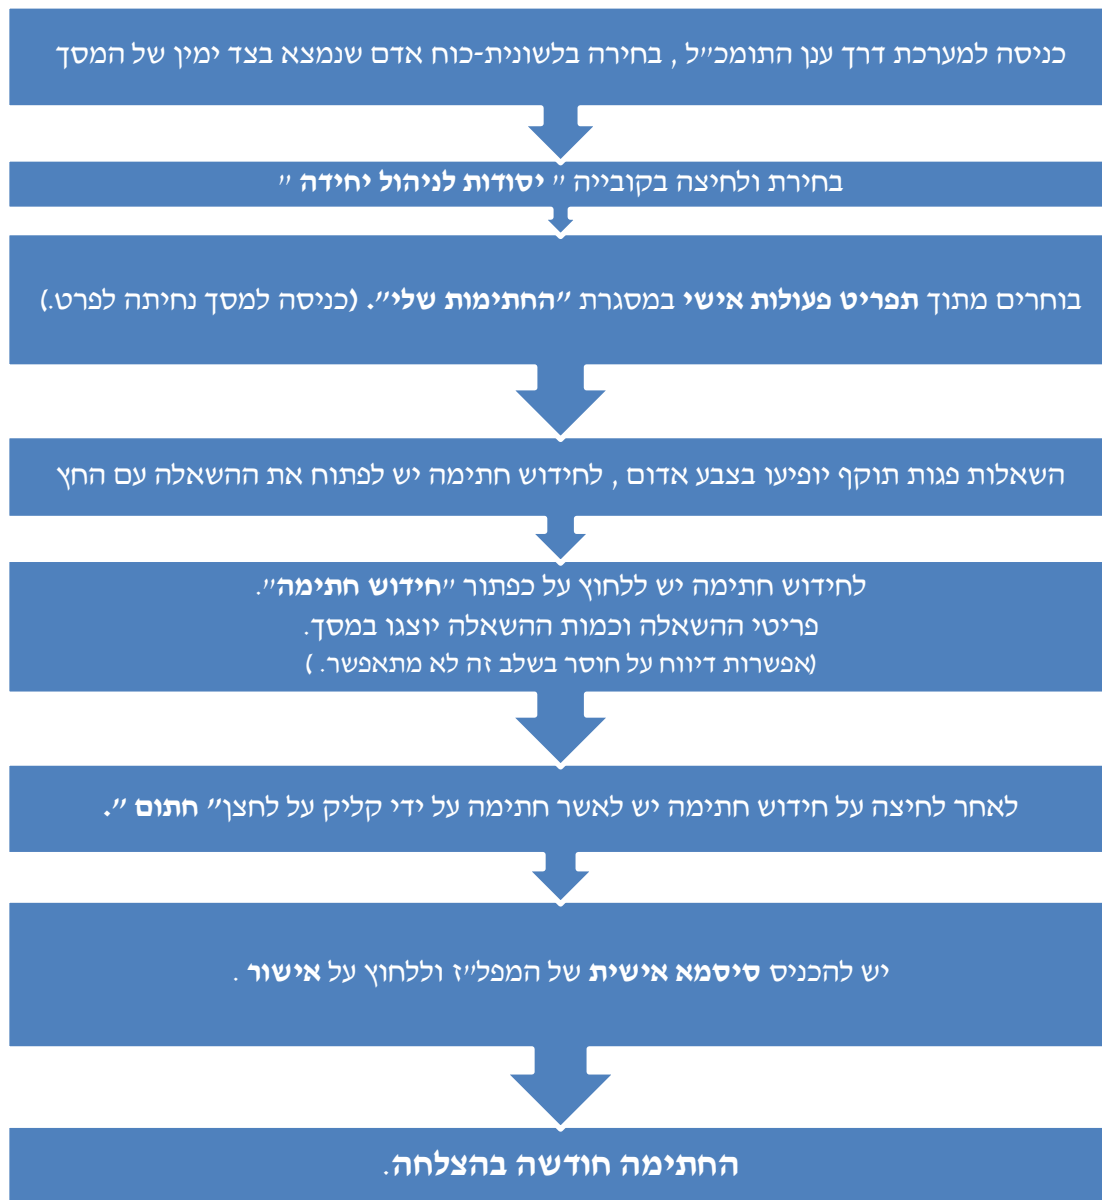 כניסה למערכת דרך ענן התומכ״ל , בחירה בלשונית-כוח אדם שנמצא בצד ימין של המסך
בחירת ולחיצה בקובייה ״ יסודות לניהול יחידה ״
בוחרים מתוך תפריט פעולות אישי במסגרת ״החתימות שלי״. (כניסה למסך נחיתה לפרט.)
השאלות פגות תוקף יופיעו בצבע אדום , לחידוש חתימה יש לפתוח את ההשאלה עם החץ
לחידוש חתימה יש ללחוץ על כפתור ״חידוש חתימה״.
פריטי ההשאלה וכמות ההשאלה יוצגו במסך.
(אפשרות דיווח על חוסר בשלב זה לא מתאפשר. )
לאחר לחיצה על חידוש חתימה יש לאשר חתימה על ידי קליק על לחצן״ חתום ״.
יש להכניס סיסמא אישית של המפל״ז וללחוץ על אישור .
החתימה חודשה בהצלחה.